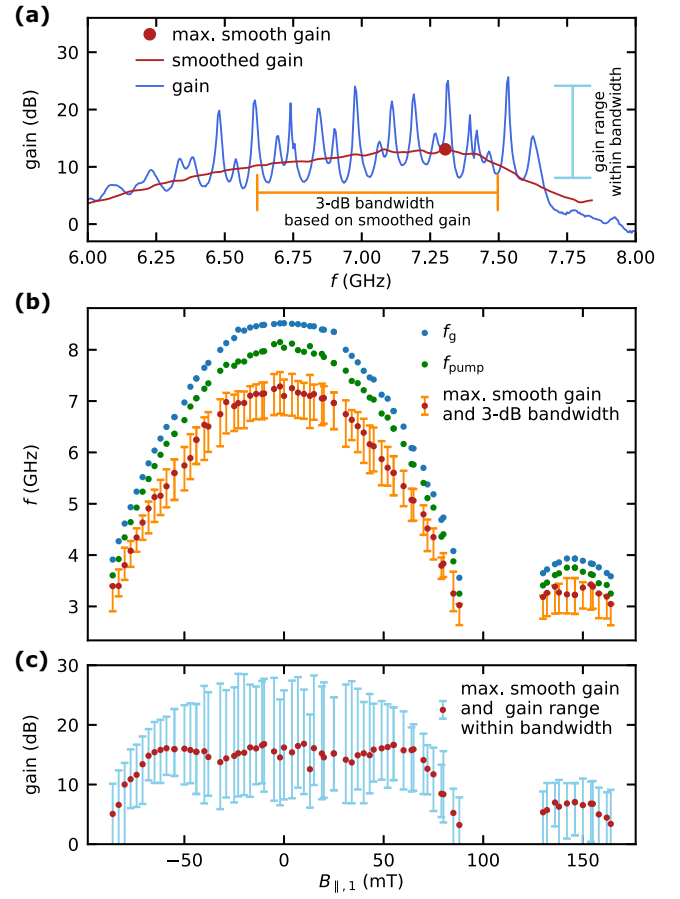 (a)
max. smooth gain
smoothed gain
gain
gain range
within bandwidth
3-dB bandwidth
based on smoothed gain
gain (dB)
30
20
10
0
6.00 6.25 6.50 6.75 7.00 7.25 7.50 7.75 8.00
f (GHz)
(b)
f_g
f_pump
max. smooth gain
and 3-dB bandwidth
f (GHz)
8
7
6
5
4
3
(c)
max. smooth gain
and gain range
within bandwidth
gain (dB)
30
20
10
0
−50 0 50 100 150
B_∥,1 (mT)